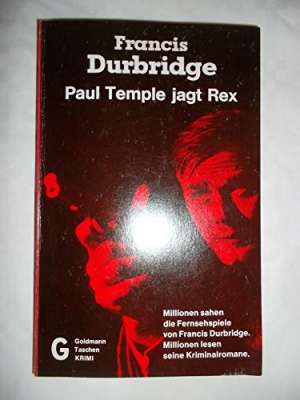 Francis
Durbridge
Paul Temple jagt Rex
Millionen sahen
die Fernsehspiele
von Francis Durbridge.
Millionen lesen
seine Kriminalromane.
G
Goldmann
Taschen
KRIMI